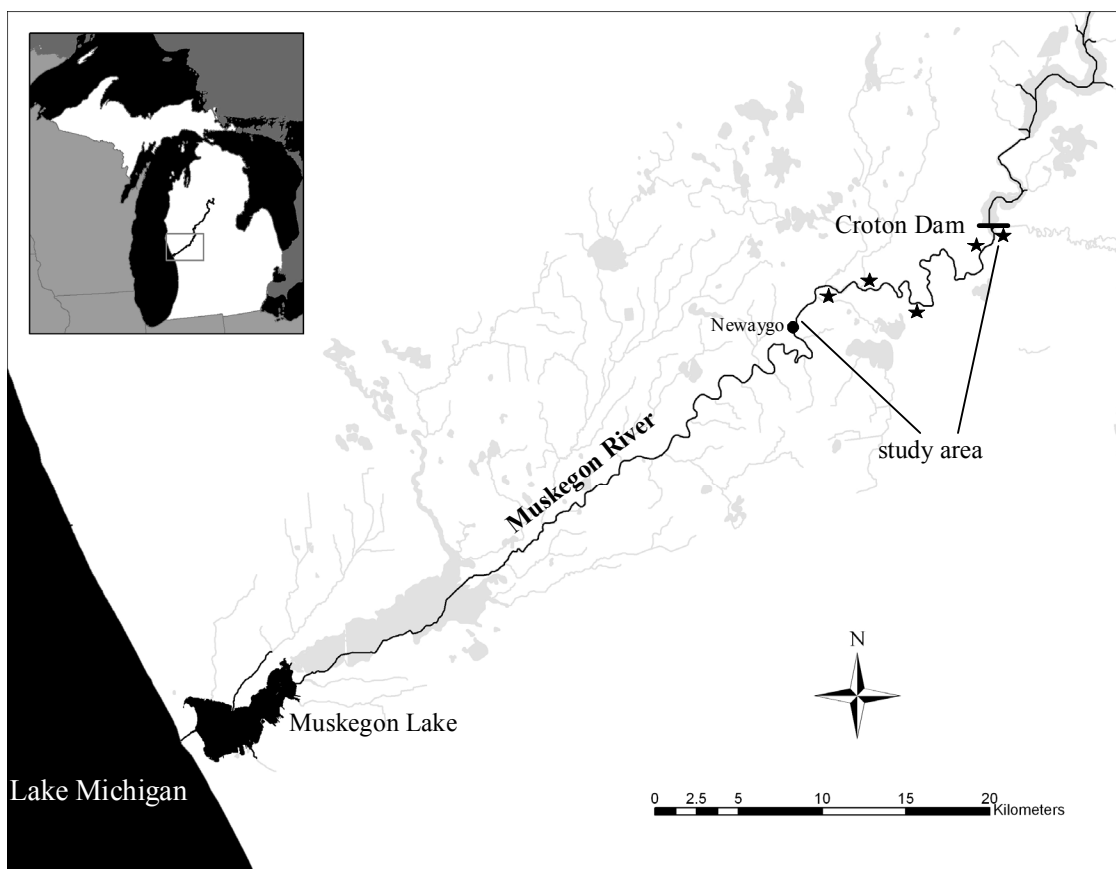 Croton Dam
Newaygo
study area
Muskegon River
N
Muskegon Lake
Lake Michigan
0 2.5 5 10 15 20
Kilometers